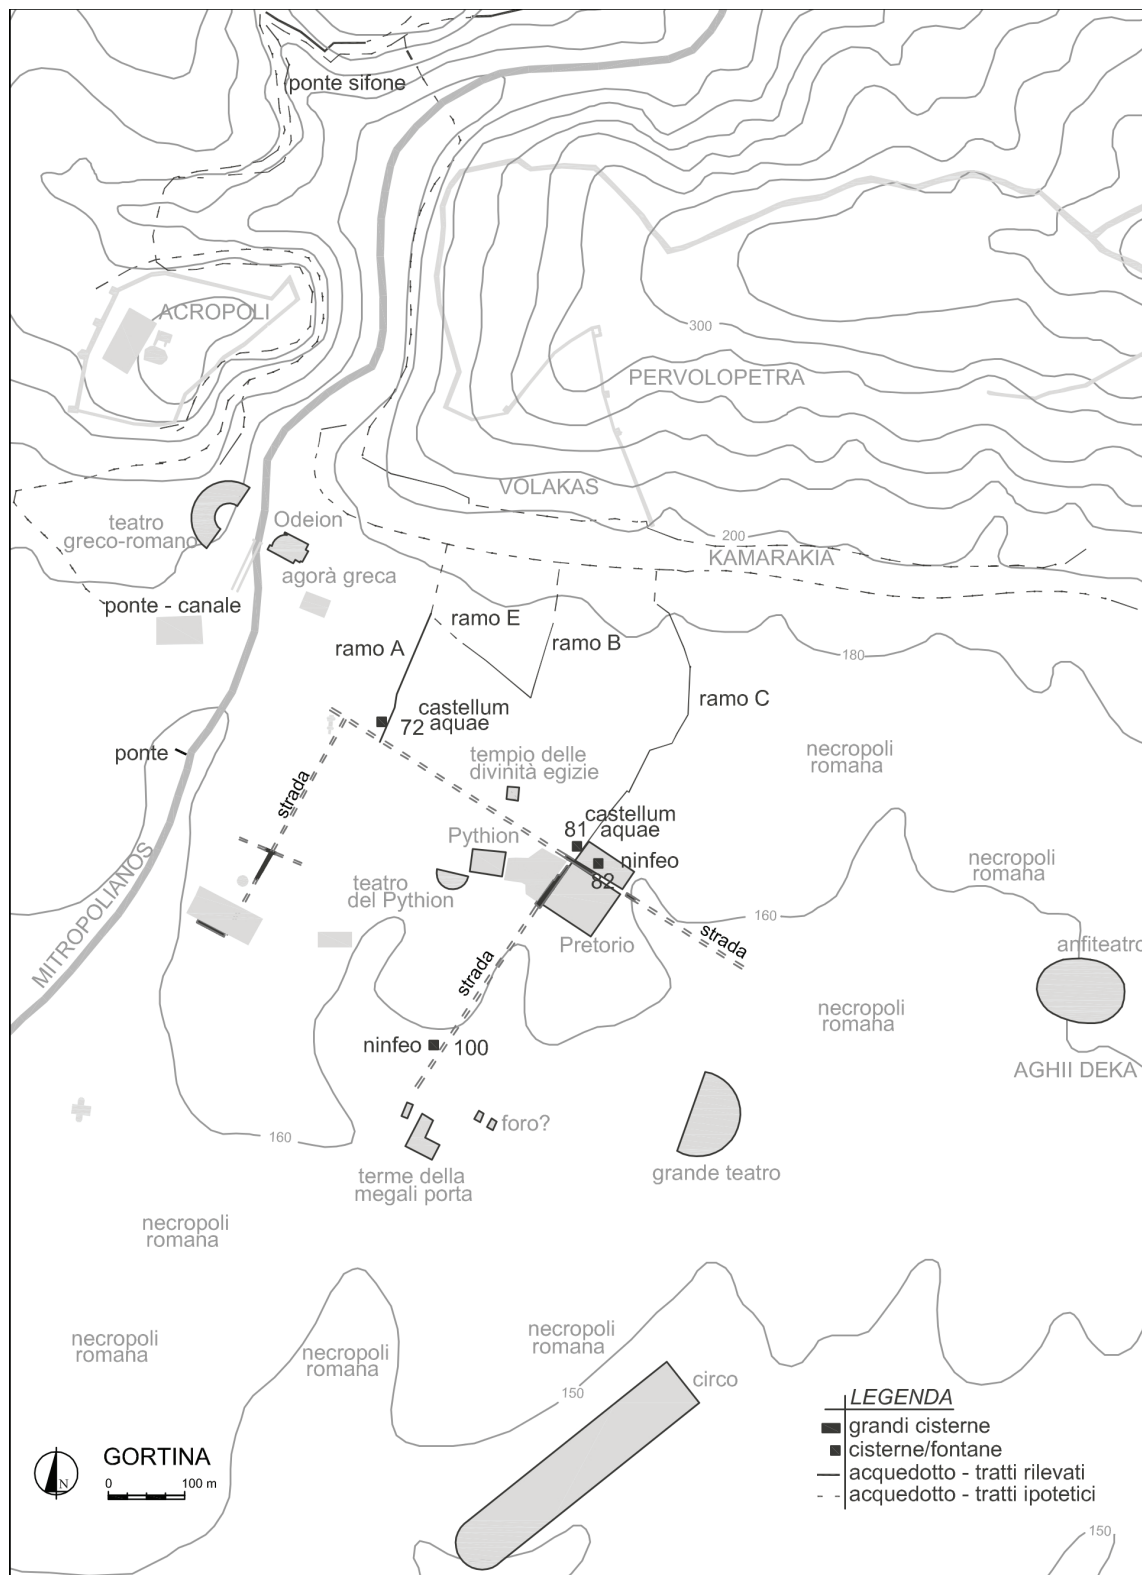 ponte sifone
ACROPOLI
300
PERVOLOPETRA
VOLAKAS
teatro
greco-romano
Odeion
200
KAMARAKIA
agorà greca
ponte - canale
ramo E
ramo A
ramo B
180
ramo C
castellum
aquae
72
ponte
necropoli
romana
tempio delle
divinità egizie
strada
castellum
aquae
81
Pythion
ninfeo
82
MITROPOLIANOS
teatro
del Pythion
necropoli
romana
160
strada
Pretorio
anfiteatro
strada
necropoli
romana
ninfeo
100
AGHII DEKA
160
foro?
terme della
megali porta
grande teatro
necropoli
romana
necropoli
romana
necropoli
romana
necropoli
romana
circo
150
LEGENDA
grandi cisterne
cisterne/fontane
acquedotto - tratti rilevati
acquedotto - tratti ipotetici
GORTINA
N
0 100 m
150